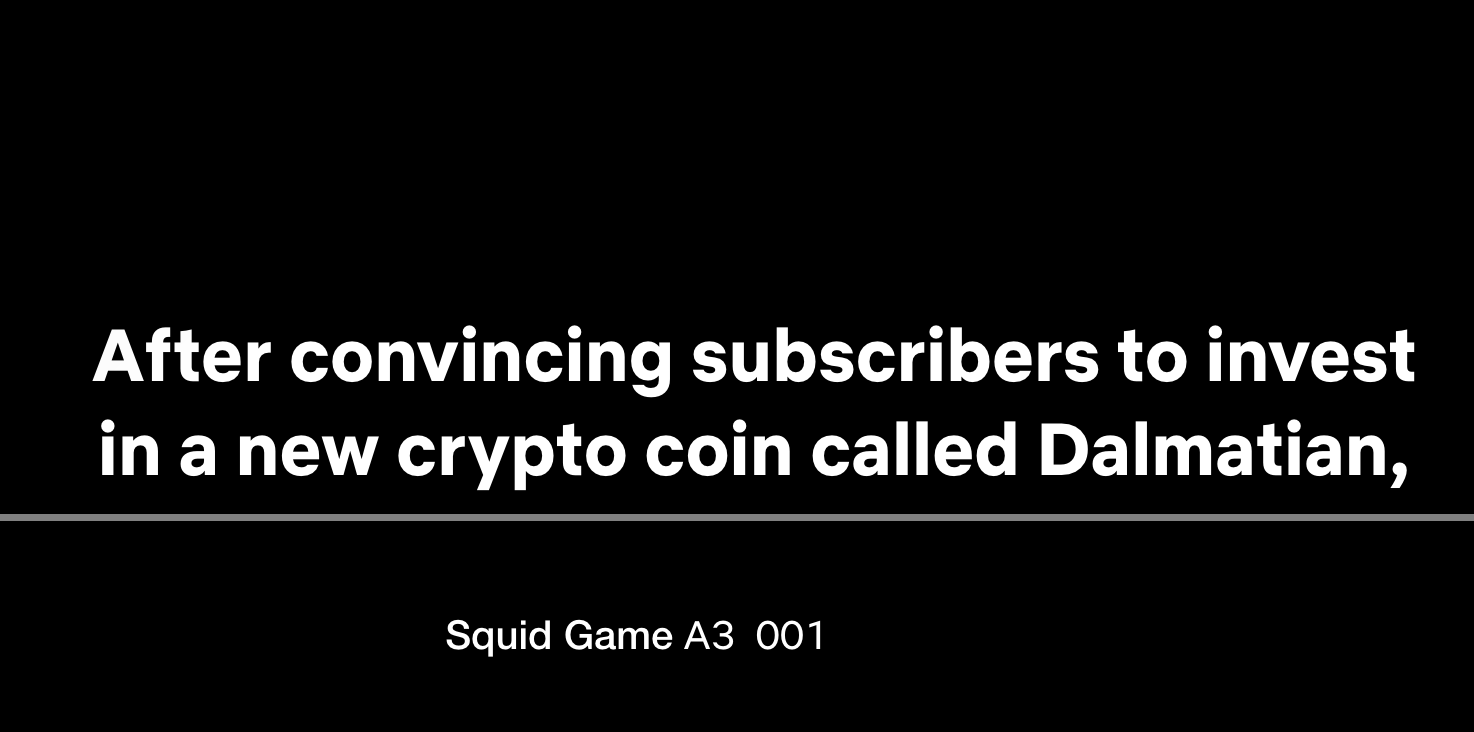 After convincing subscribers to invest
in a new crypto coin called Dalmatian,
Squid Game A3 001